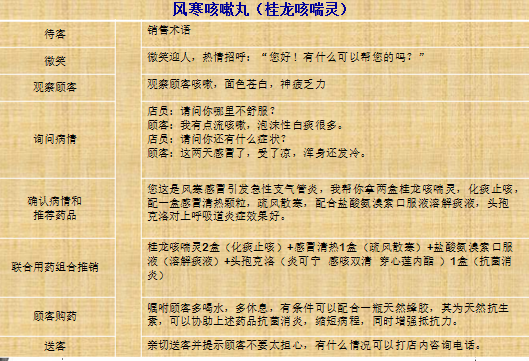 风寒咳嗽丸（桂龙咳喘灵）
待客
销售术语
微笑
微笑迎人，热情招呼：“您好！有什么可以帮您的吗？”
观察顾客
观察顾客咳嗽，面色苍白，神疲乏力
询问病情
店员：请问你哪里不舒服？
顾客：我有点流咳嗽，泡沫性白痰很多。
店员：请问你还有什么症状？
顾客：这两天感冒了，受了凉，浑身还发冷。
确认病情和
推荐药品
您这是风寒感冒引发急性支气管炎，我帮你拿两盒桂龙咳喘灵，化痰止咳，
配一盒感冒清热颗粒，疏风散寒，配合盐酸氨溴索口服液溶解痰液，头孢
克洛对上呼吸道炎症效果好。
联合用药组合推销
桂龙咳喘灵2盒（化痰止咳）+感冒清热1盒（疏风散寒）+盐酸氨溴索口服
液（溶解痰液）+头孢克洛（炎可宁 感咳双清 穿心莲内酯 ）1盒（抗菌消
炎）
顾客购药
嘱咐顾客多喝水，多休息，有条件可以配合一瓶天然蜂胶，其为天然抗生
素，可以协助上述药品抗菌消炎，缩短病程，同时增强抵抗力。
送客
亲切送客并提示顾客不要太担心，有什么情况可以打店内咨询电话。